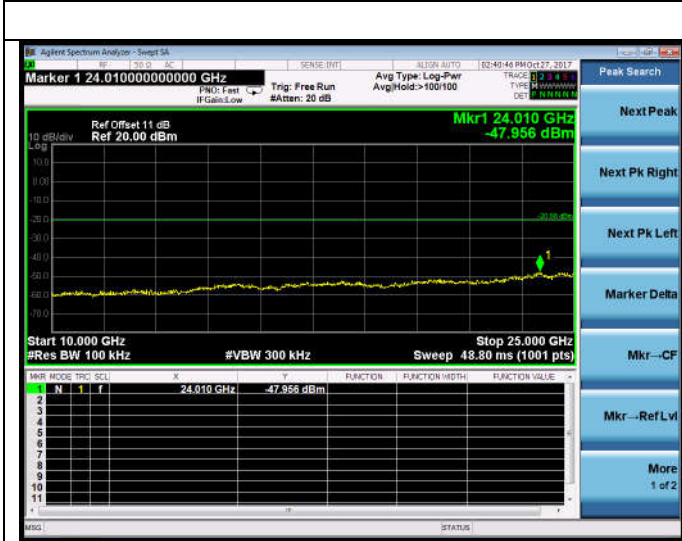 Agilent Spectrum Analyzer - Swept SA
RF 50 Ω AC SENSE:INT ALIGN AUTO 02:40:46 PM Oct 27, 2017
Marker 1 24.010000000000 GHz
PNO: Fast
IFGain:Low
Trig: Free Run
#Atten: 20 dB
Avg Type: Log-Pwr
Avg|Hold:>100/100
TRACE 1 2 3 4 5 6
TYPE M W W W W W
DET P N N N N N
Ref Offset 11 dB
10 dB/div Ref 20.00 dBm
Log
Mkr1 24.010 GHz
-47.956 dBm
10.0
0.00
-10.0
-20.0
-20.00 dBm
-30.0
-40.0
1
-50.0
-60.0
-70.0
Start 10.000 GHz Stop 25.000 GHz
#Res BW 100 kHz #VBW 300 kHz Sweep 48.80 ms (1001 pts)
MKR MODE TRC SCL X Y FUNCTION FUNCTION WIDTH FUNCTION VALUE
1 N 1 f 24.010 GHz -47.956 dBm
2
3
4
5
6
7
8
9
10
11
MSG STATUS
Peak Search
Next Peak
Next Pk Right
Next Pk Left
Marker Delta
Mkr→CF
Mkr→Ref Lvl
More
1 of 2